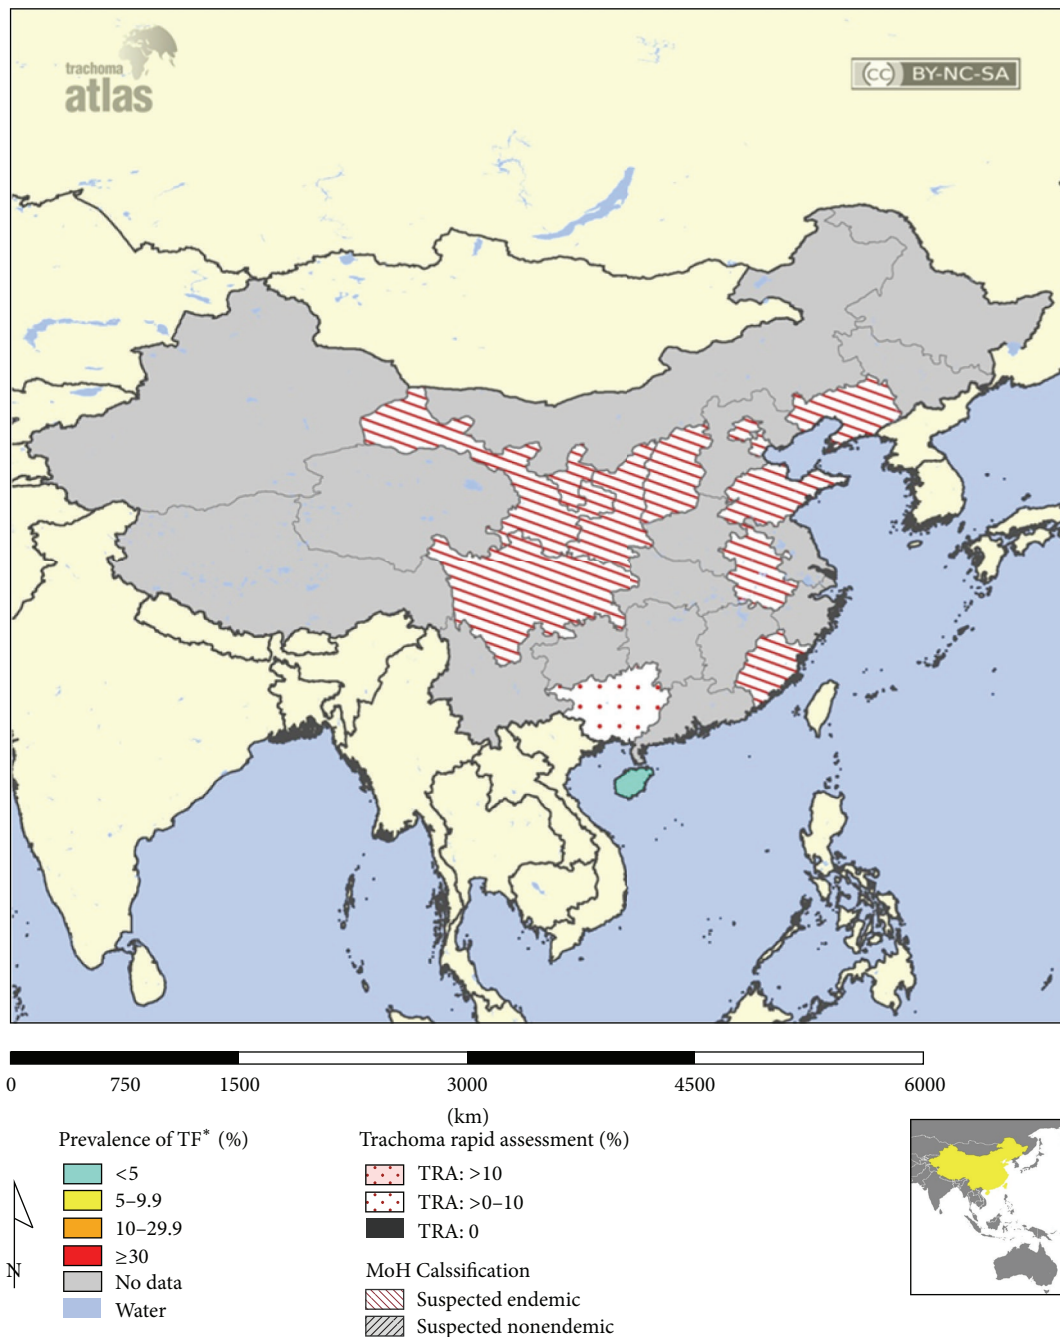 trachoma
atlas
CC BY-NC-SA
0 750 1500 3000 4500 6000
(km)
N
Prevalence of TF* (%)
<5
5–9.9
10–29.9
≥30
No data
Water
Trachoma rapid assessment (%)
TRA: >10
TRA: >0–10
TRA: 0
MoH Calssification
Suspected endemic
Suspected nonendemic